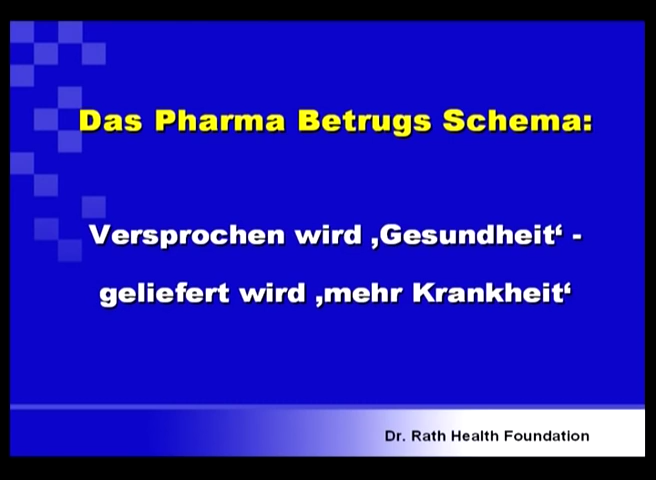 Das Pharma Betrugs Schema:
Versprochen wird ‚Gesundheit‘ -
geliefert wird ‚mehr Krankheit‘
Dr. Rath Health Foundation